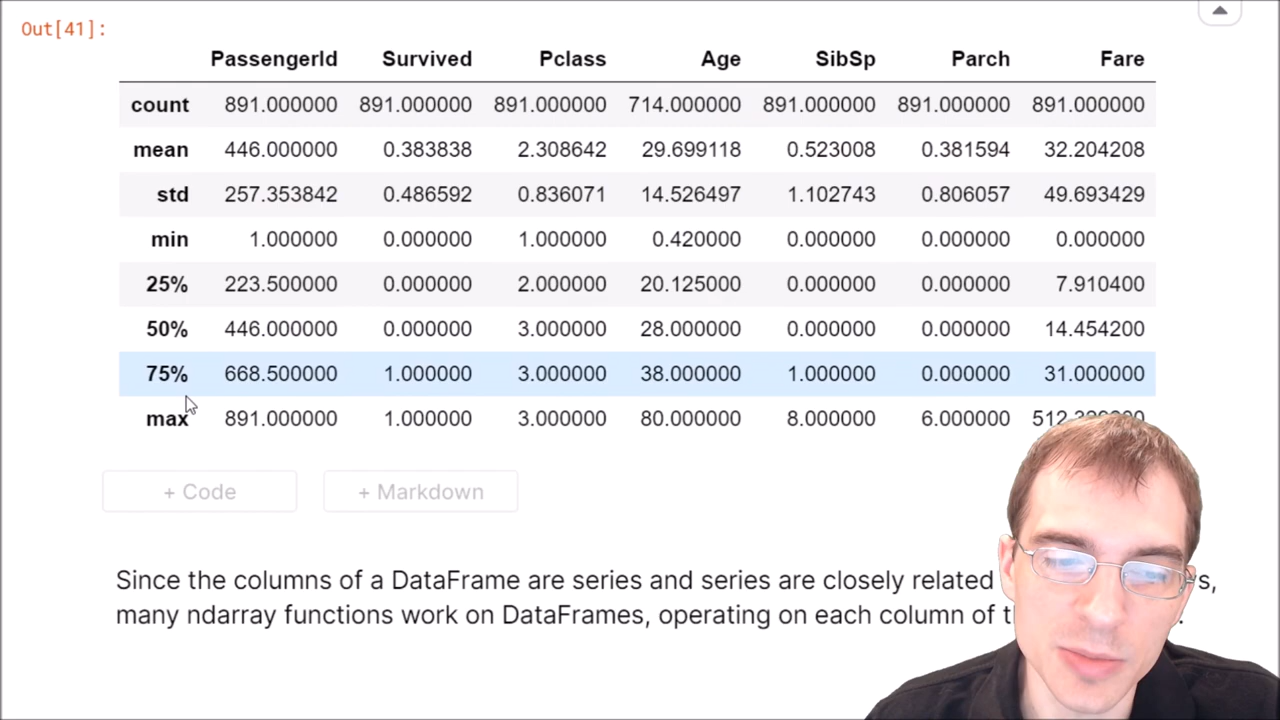 Out[41]:
PassengerId Survived Pclass Age SibSp Parch Fare
count 891.000000 891.000000 891.000000 714.000000 891.000000 891.000000 891.000000
mean 446.000000 0.383838 2.308642 29.699118 0.523008 0.381594 32.204208
std 257.353842 0.486592 0.836071 14.526497 1.102743 0.806057 49.693429
min 1.000000 0.000000 1.000000 0.420000 0.000000 0.000000 0.000000
25% 223.500000 0.000000 2.000000 20.125000 0.000000 0.000000 7.910400
50% 446.000000 0.000000 3.000000 28.000000 0.000000 0.000000 14.454200
75% 668.500000 1.000000 3.000000 38.000000 1.000000 0.000000 31.000000
max 891.000000 1.000000 3.000000 80.000000 8.000000 6.000000
+ Code + Markdown
Since the columns of a DataFrame are series and series are closely related
many ndarray functions work on DataFrames, operating on each column of